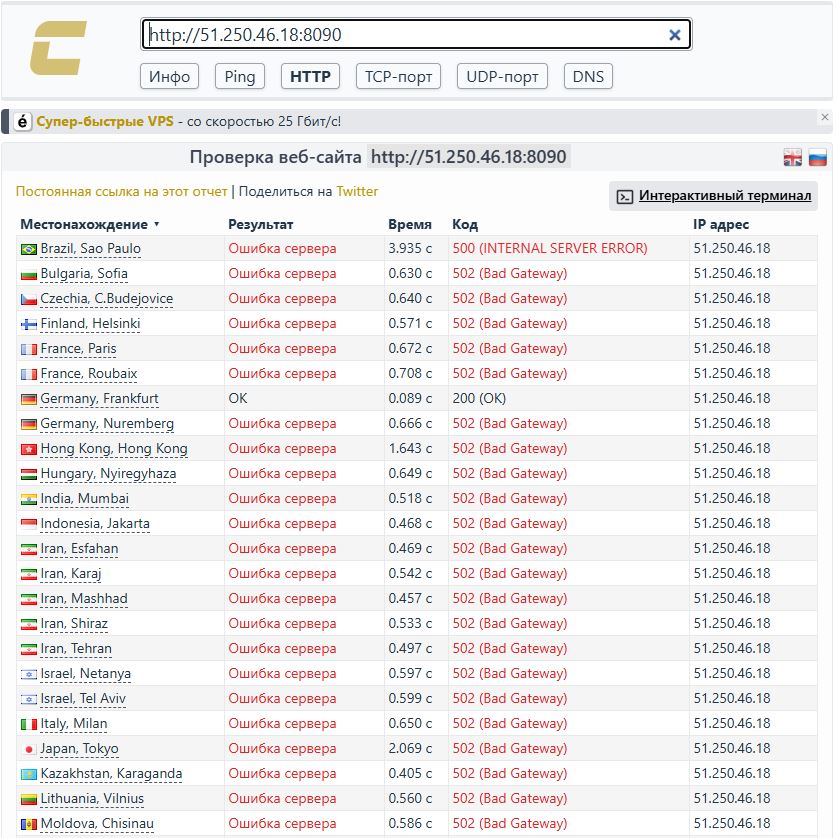 http://51.250.46.18:8090
Инфо Ping HTTP TCP-порт UDP-порт DNS
é Супер-быстрые VPS - со скоростью 25 Гбит/с!
Проверка веб-сайта http://51.250.46.18:8090
Постоянная ссылка на этот отчет | Поделиться на Twitter Интерактивный терминал
Местонахождение Результат Время Код IP адрес
Brazil, Sao Paulo Ошибка сервера 3.935 с 500 (INTERNAL SERVER ERROR) 51.250.46.18
Bulgaria, Sofia Ошибка сервера 0.630 с 502 (Bad Gateway) 51.250.46.18
Czechia, C.Budejovice Ошибка сервера 0.640 с 502 (Bad Gateway) 51.250.46.18
Finland, Helsinki Ошибка сервера 0.571 с 502 (Bad Gateway) 51.250.46.18
France, Paris Ошибка сервера 0.672 с 502 (Bad Gateway) 51.250.46.18
France, Roubaix Ошибка сервера 0.708 с 502 (Bad Gateway) 51.250.46.18
Germany, Frankfurt OK 0.089 с 200 (OK) 51.250.46.18
Germany, Nuremberg Ошибка сервера 0.666 с 502 (Bad Gateway) 51.250.46.18
Hong Kong, Hong Kong Ошибка сервера 1.643 с 502 (Bad Gateway) 51.250.46.18
Hungary, Nyiregyhaza Ошибка сервера 0.649 с 502 (Bad Gateway) 51.250.46.18
India, Mumbai Ошибка сервера 0.518 с 502 (Bad Gateway) 51.250.46.18
Indonesia, Jakarta Ошибка сервера 0.468 с 502 (Bad Gateway) 51.250.46.18
Iran, Esfahan Ошибка сервера 0.469 с 502 (Bad Gateway) 51.250.46.18
Iran, Karaj Ошибка сервера 0.542 с 502 (Bad Gateway) 51.250.46.18
Iran, Mashhad Ошибка сервера 0.457 с 502 (Bad Gateway) 51.250.46.18
Iran, Shiraz Ошибка сервера 0.533 с 502 (Bad Gateway) 51.250.46.18
Iran, Tehran Ошибка сервера 0.497 с 502 (Bad Gateway) 51.250.46.18
Israel, Netanya Ошибка сервера 0.597 с 502 (Bad Gateway) 51.250.46.18
Israel, Tel Aviv Ошибка сервера 0.599 с 502 (Bad Gateway) 51.250.46.18
Italy, Milan Ошибка сервера 0.650 с 502 (Bad Gateway) 51.250.46.18
Japan, Tokyo Ошибка сервера 2.069 с 502 (Bad Gateway) 51.250.46.18
Kazakhstan, Karaganda Ошибка сервера 0.405 с 502 (Bad Gateway) 51.250.46.18
Lithuania, Vilnius Ошибка сервера 0.560 с 502 (Bad Gateway) 51.250.46.18
Moldova, Chisinau Ошибка сервера 0.586 с 502 (Bad Gateway) 51.250.46.18